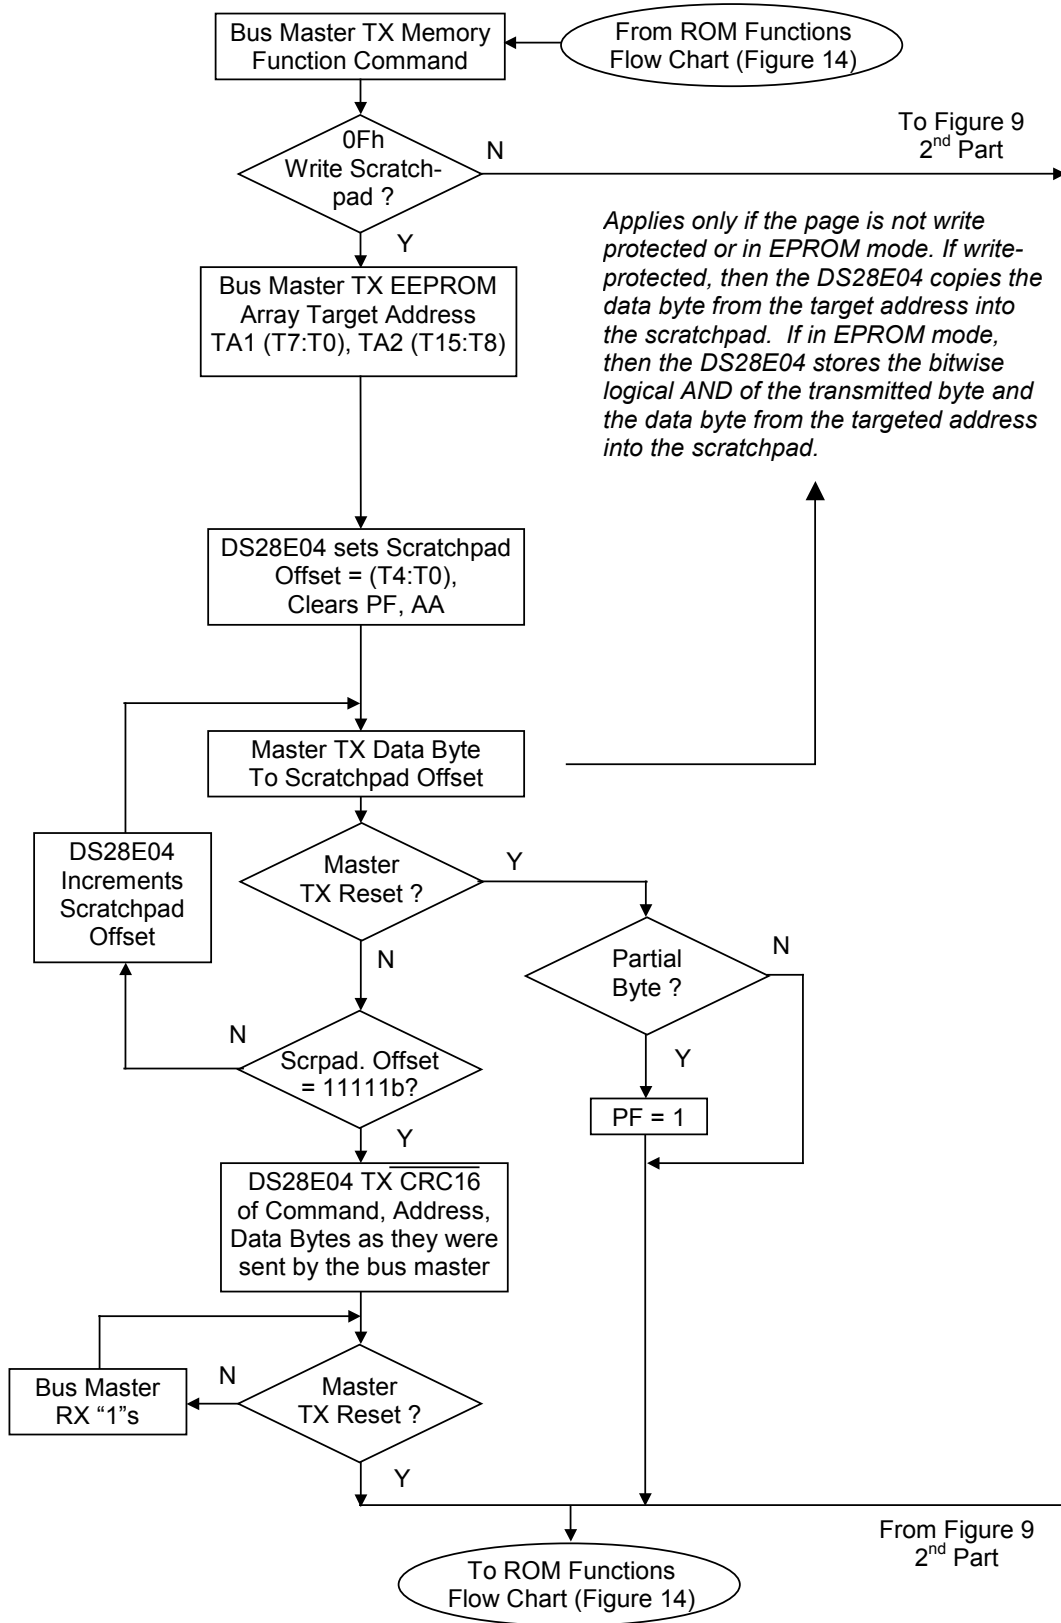 Bus Master TX Memory
Function Command
From ROM Functions
Flow Chart (Figure 14)
To Figure 9
2nd Part
0Fh
Write Scratch-
pad ?
N
Y
Applies only if the page is not write
protected or in EPROM mode. If write-
protected, then the DS28E04 copies the
data byte from the target address into
the scratchpad.  If in EPROM mode,
then the DS28E04 stores the bitwise
logical AND of the transmitted byte and
the data byte from the targeted address
into the scratchpad.
Bus Master TX EEPROM
Array Target Address
TA1 (T7:T0), TA2 (T15:T8)
DS28E04 sets Scratchpad
Offset = (T4:T0),
Clears PF, AA
Master TX Data Byte
To Scratchpad Offset
DS28E04
Increments
Scratchpad
Offset
Master
TX Reset ?
Y
N
Partial
Byte ?
N
Y
PF = 1
Scrpad. Offset
= 11111b?
N
Y
DS28E04 TX CRC16
of Command, Address,
Data Bytes as they were
sent by the bus master
Bus Master
RX “1”s
N
Master
TX Reset ?
Y
From Figure 9
2nd Part
To ROM Functions
Flow Chart (Figure 14)